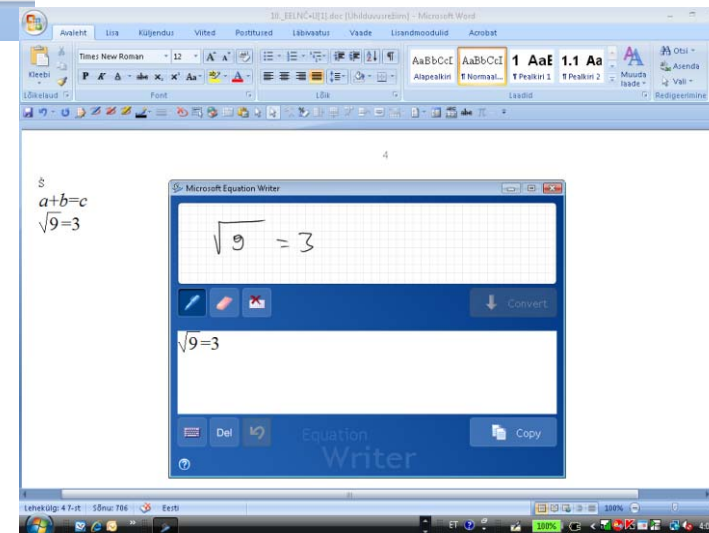 10._EELNÕU[1].doc [Ühilduvusrežiim] - Microsoft Word
Avaleht Lisa Küljendus Viited Postitused Läbivaatus Vaade Lisandmoodulid Acrobat
Times New Roman 12
Kleebi
AaBbCcI AaBbCcI 1 AaE 1.1 Aa
Alapealkiri ¶ Normaal... ¶ Pealkiri 1 ¶ Pealkiri 2
Muuda laade
Otsi
Asenda
Vali
Lõikelaud Font Lõik Laadid Redigeerimine
4
a+b=c
√9=3
Microsoft Equation Writer
√9 = 3
Convert
√9=3
Del
Copy
Equation
Writer
Lehekülg: 4 7-st Sõnu: 706 Eesti 100%
ET 100%